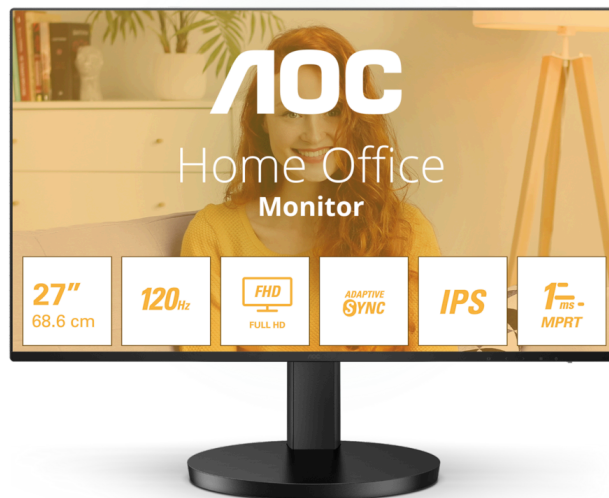 AOC
Home Office
Monitor
27"
68.6 cm
120Hz
FHD
FULL HD
ADAPTIVE
SYNC
IPS
1ms
MPRT